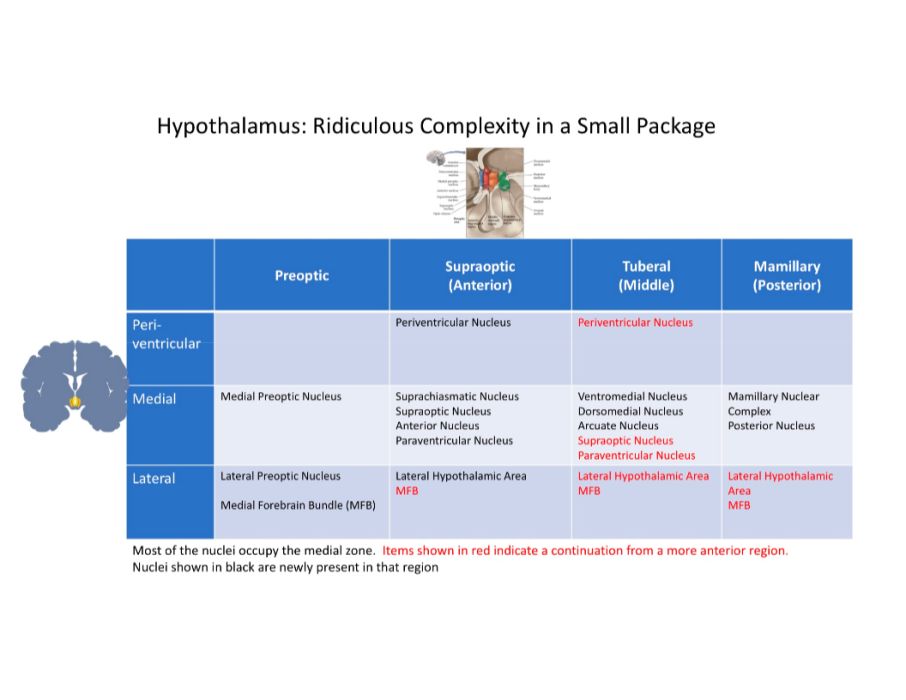 Hypothalamus: Ridiculous Complexity in a Small Package
Preoptic
Supraoptic
(Anterior)
Tuberal
(Middle)
Mamillary
(Posterior)
Peri-
ventricular
Periventricular Nucleus
Periventricular Nucleus
Medial
Medial Preoptic Nucleus
Suprachiasmatic Nucleus
Supraoptic Nucleus
Anterior Nucleus
Paraventricular Nucleus
Ventromedial Nucleus
Dorsomedial Nucleus
Arcuate Nucleus
Supraoptic Nucleus
Paraventricular Nucleus
Mamillary Nuclear
Complex
Posterior Nucleus
Lateral
Lateral Preoptic Nucleus
Medial Forebrain Bundle (MFB)
Lateral Hypothalamic Area
MFB
Lateral Hypothalamic Area
MFB
Lateral Hypothalamic
Area
MFB
Most of the nuclei occupy the medial zone. Items shown in red indicate a continuation from a more anterior region.
Nuclei shown in black are newly present in that region